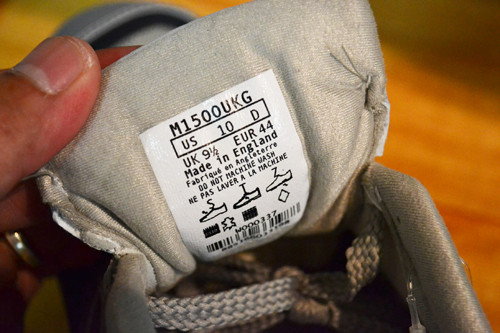 M1500UKG
US 10 D
UK 9½ EUR 44
Made in England
Fabriqué en Angleterre
DO NOT MACHINE WASH
NE PAS LAVER A LA MACHINE
W000337